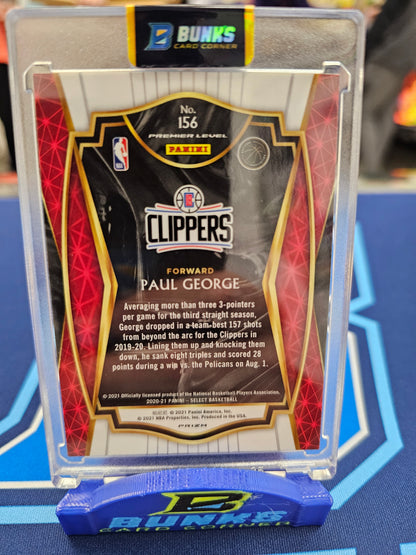 BUNKS
CARD CORNER
No.
156
PREMIER LEVEL
PANINI
NBA
CLIPPERS
FORWARD
PAUL GEORGE
Averaging more than three 3-pointers
per game for the third straight season,
George dropped in a team-best 157 shots
from beyond the arc for the Clippers in
2019-20. Lining them up and knocking them
down, he sank eight triples and scored 28
points during a win vs. the Pelicans on Aug. 1.
© 2021 Officially licensed product of the National Basketball Players Association.
2020-21 PANINI – SELECT BASKETBALL
© 2021 Panini America, Inc.
© 2021 NBA Properties, Inc. Produced in the USA.
PRIZM
BUNKS
CARD CORNER